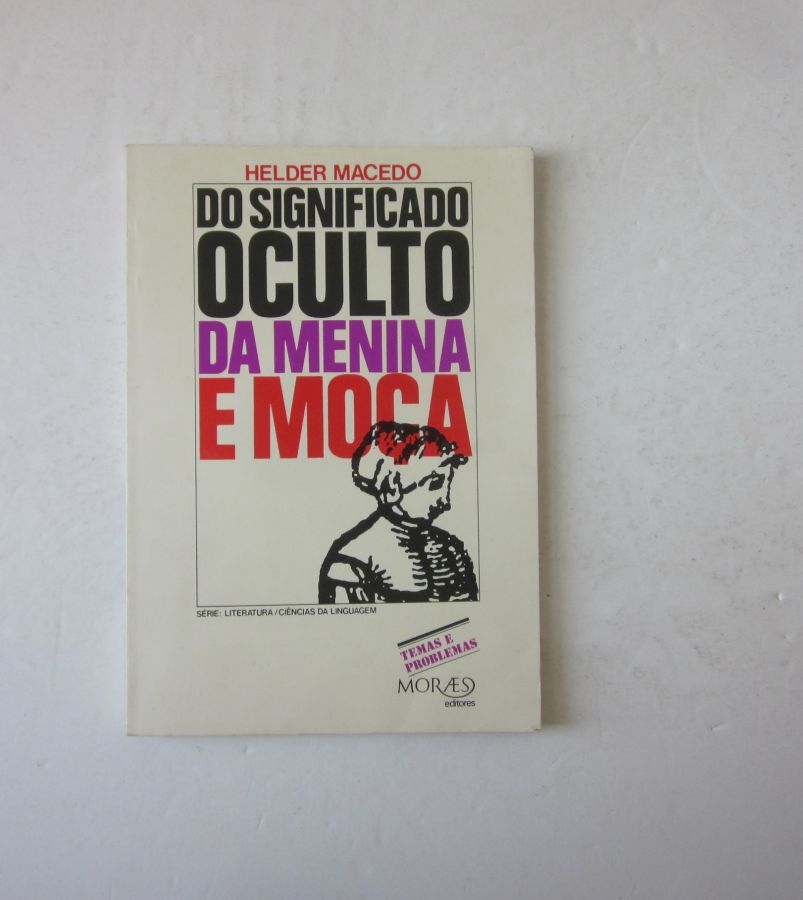 HELDER MACEDO
DO SIGNIFICADO
OCULTO
DA MENINA
E MOÇA
SÉRIE: LITERATURA/CIÊNCIAS DA LINGUAGEM
TEMAS E
PROBLEMAS
MORÆS
editores